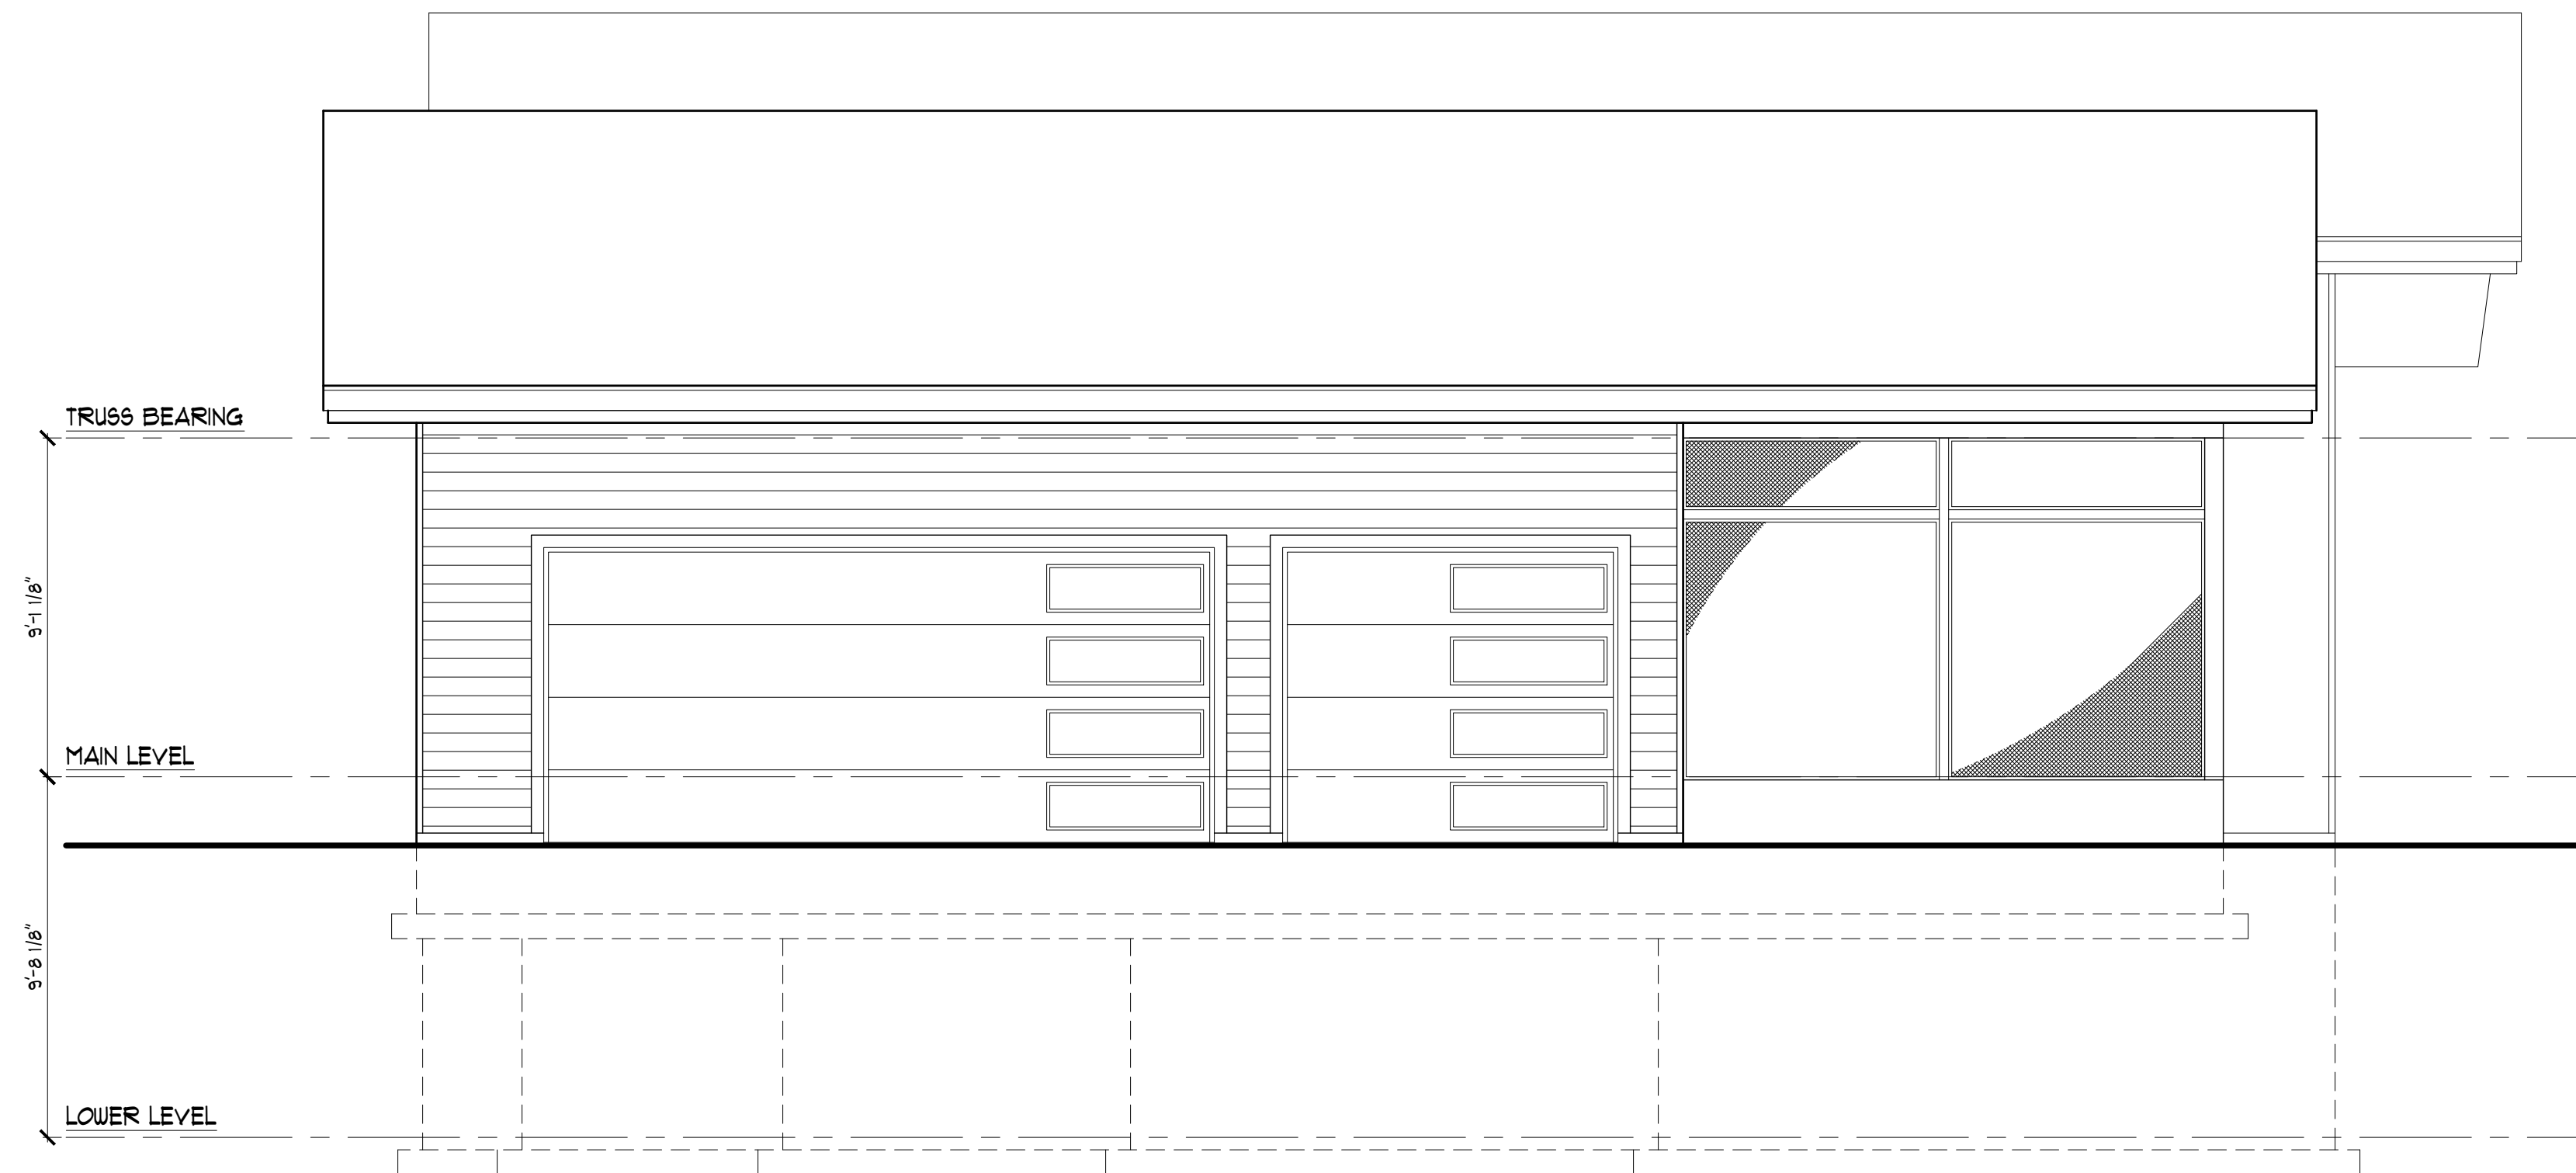 TRUSS BEARING
9'-1 1/8"
MAIN LEVEL
9'-8 1/8"
LOWER LEVEL